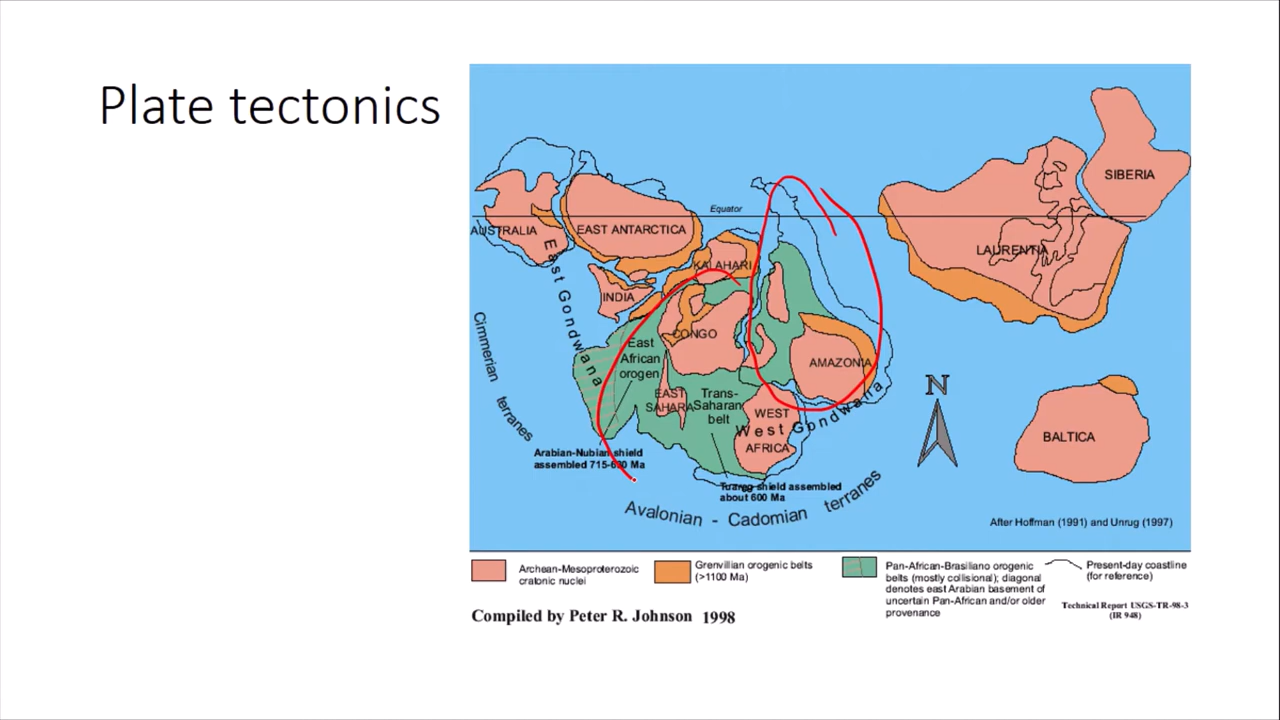 Plate tectonics
SIBERIA
Equator
AUSTRALIA
EAST ANTARCTICA
LAURENTIA
KALAHARI
INDIA
East Gondwana
CONGO
Cimmerian terranes
East
African
orogen
AMAZONIA
N
EAST
SAHARA
Trans-
Saharan
belt
WEST
AFRICA
West Gondwana
BALTICA
Arabian-Nubian shield
assembled 715-630 Ma
Tuareg shield assembled
about 600 Ma
Avalonian - Cadomian terranes
After Hoffman (1991) and Unrug (1997)
Archean-Mesoproterozoic
cratonic nuclei
Grenvillian orogenic belts
(>1100 Ma)
Pan-African-Brasiliano orogenic
belts (mostly collisional); diagonal
denotes east Arabian basement of
uncertain Pan-African and/or older
provenance
Present-day coastline
(for reference)
Technical Report USGS-TR-98-3
(IR 948)
Compiled by Peter R. Johnson 1998